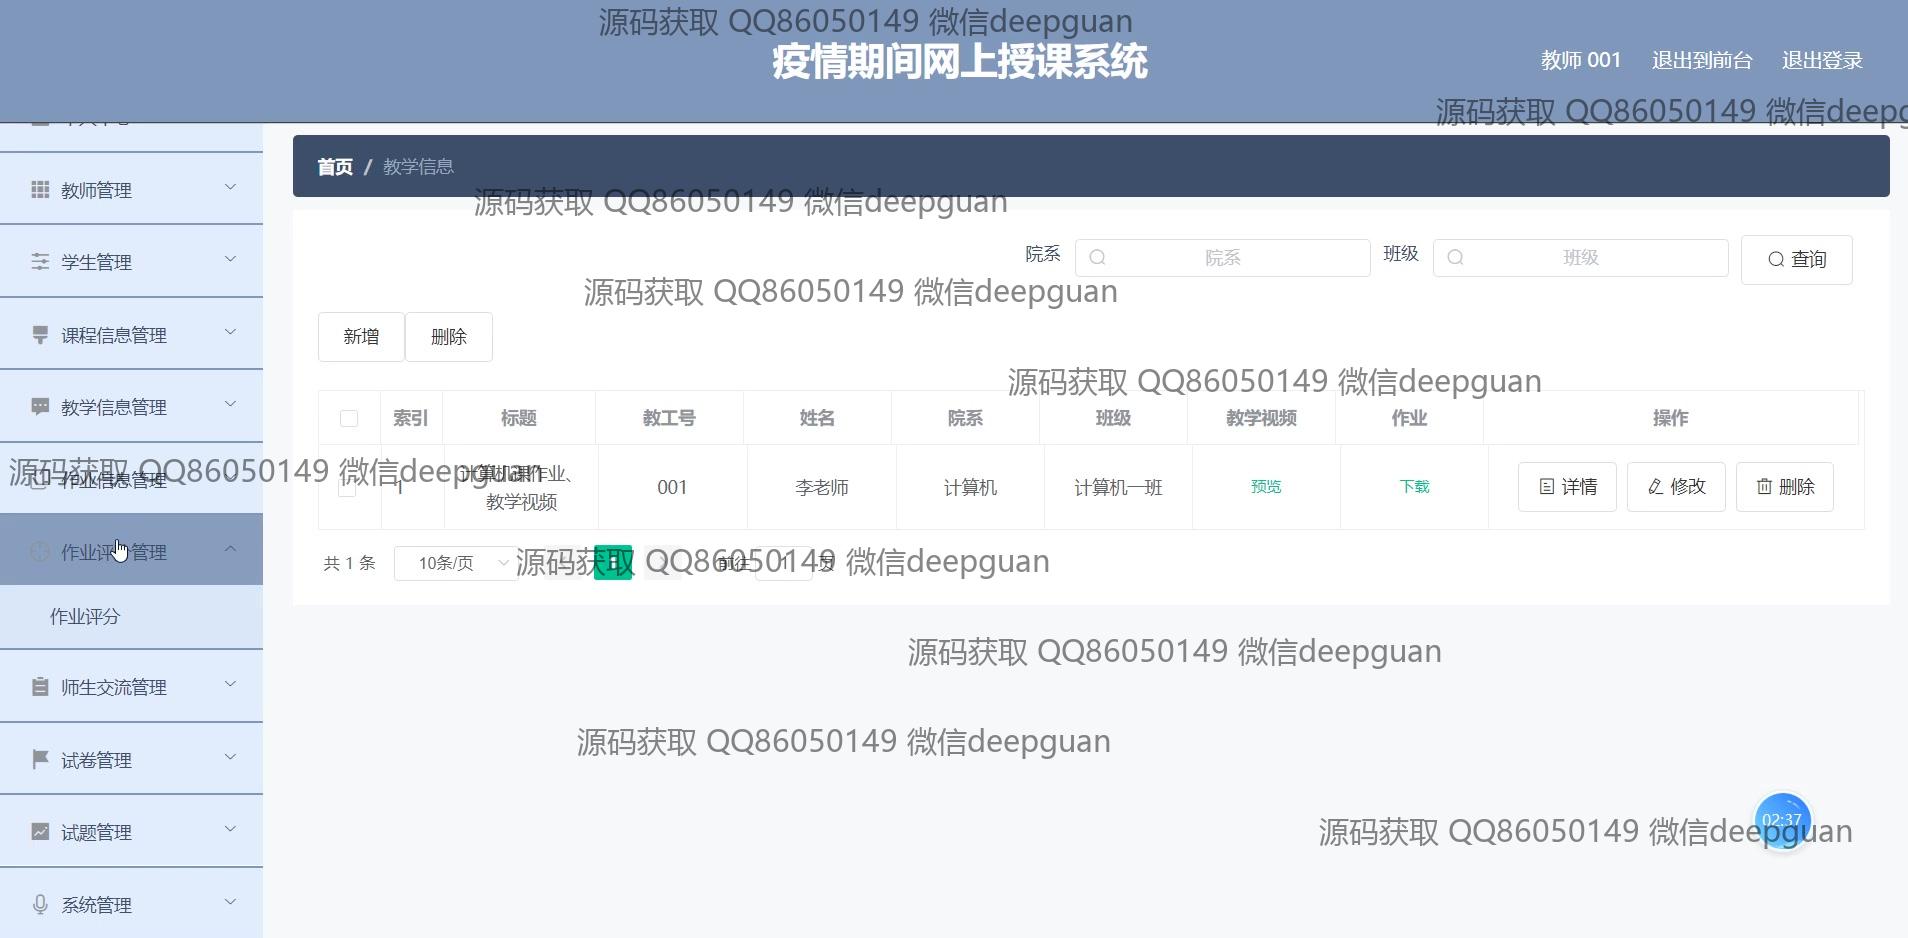 源码获取 QQ86050149 微信deepguan
疫情期间网上授课系统
教师 001 退出到前台 退出登录
源码获取 QQ86050149 微信deepg
教师管理
学生管理
课程信息管理
教学信息管理
作业信息管理
作业评分管理
作业评分
师生交流管理
试卷管理
试题管理
系统管理
首页 / 教学信息
源码获取 QQ86050149 微信deepguan
院系 院系 班级 班级 查询
源码获取 QQ86050149 微信deepguan
新增 删除
源码获取 QQ86050149 微信deepguan
索引 标题 教工号 姓名 院系 班级 教学视频 作业 操作
源码获取 QQ86050149 微信deepguan
1 计算机课作业、 001 李老师 计算机 计算机一班 预览 下载 详情 修改 删除
教学视频
共 1 条 10条/页 1 前往 1 页
源码获取 QQ86050149 微信deepguan
源码获取 QQ86050149 微信deepguan
源码获取 QQ86050149 微信deepguan
02:37
源码获取 QQ86050149 微信deepguan